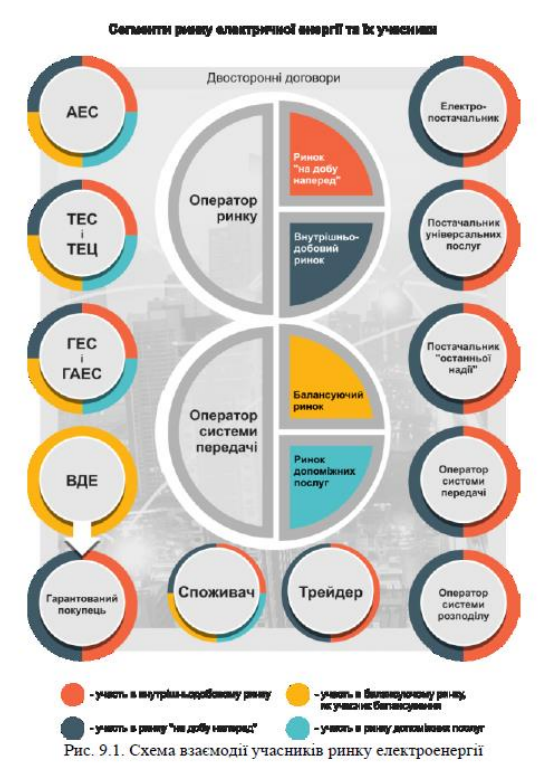 Сегменти ринку електричної енергії та їх учасники
Двосторонні договори
АЕС
Електро-
постачальник
Оператор
ринку
Ринок
"на добу
наперед"
Внутрішньо-
добовий
ринок
ТЕС
і
ТЕЦ
Постачальник
універсальних
послуг
ГЕС
і
ГАЕС
Постачальник
"останньої
надії"
Оператор
системи
передачі
Балансуючий
ринок
Ринок
допоміжних
послуг
ВДЕ
Оператор
системи
передачі
Гарантований
покупець
Споживач
Трейдер
Оператор
системи
розподілу
- участь в внутрішньодобовому ринку
- участь в балансуючому ринку,
як учасник балансування
- участь в ринку "на добу наперед"
- участь в ринку допоміжних послуг
Рис. 9.1. Схема взаємодії учасників ринку електроенергії